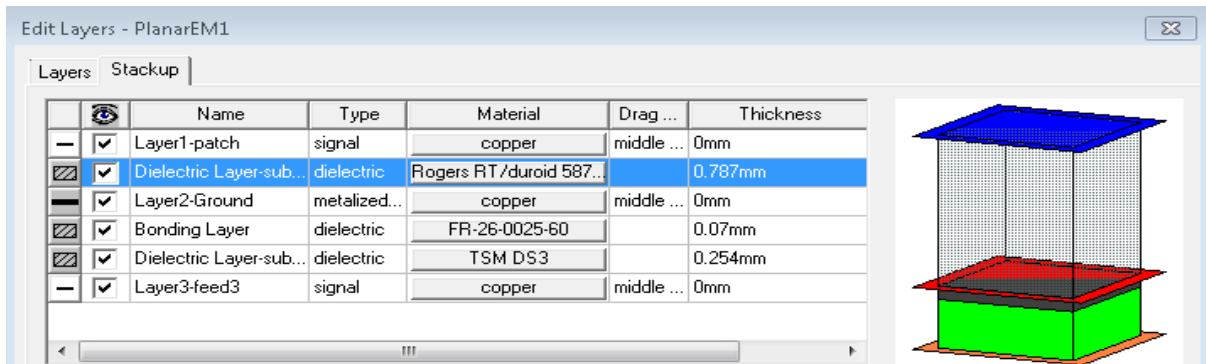 Edit Layers - PlanarEM1
Layers Stackup
Name Type Material Drag ... Thickness
Layer1-patch signal copper middle ... 0mm
Dielectric Layer-sub... dielectric Rogers RT/duroid 587... 0.787mm
Layer2-Ground metalized... copper middle ... 0mm
Bonding Layer dielectric FR-26-0025-60 0.07mm
Dielectric Layer-sub... dielectric TSM DS3 0.254mm
Layer3-feed3 signal copper middle ... 0mm